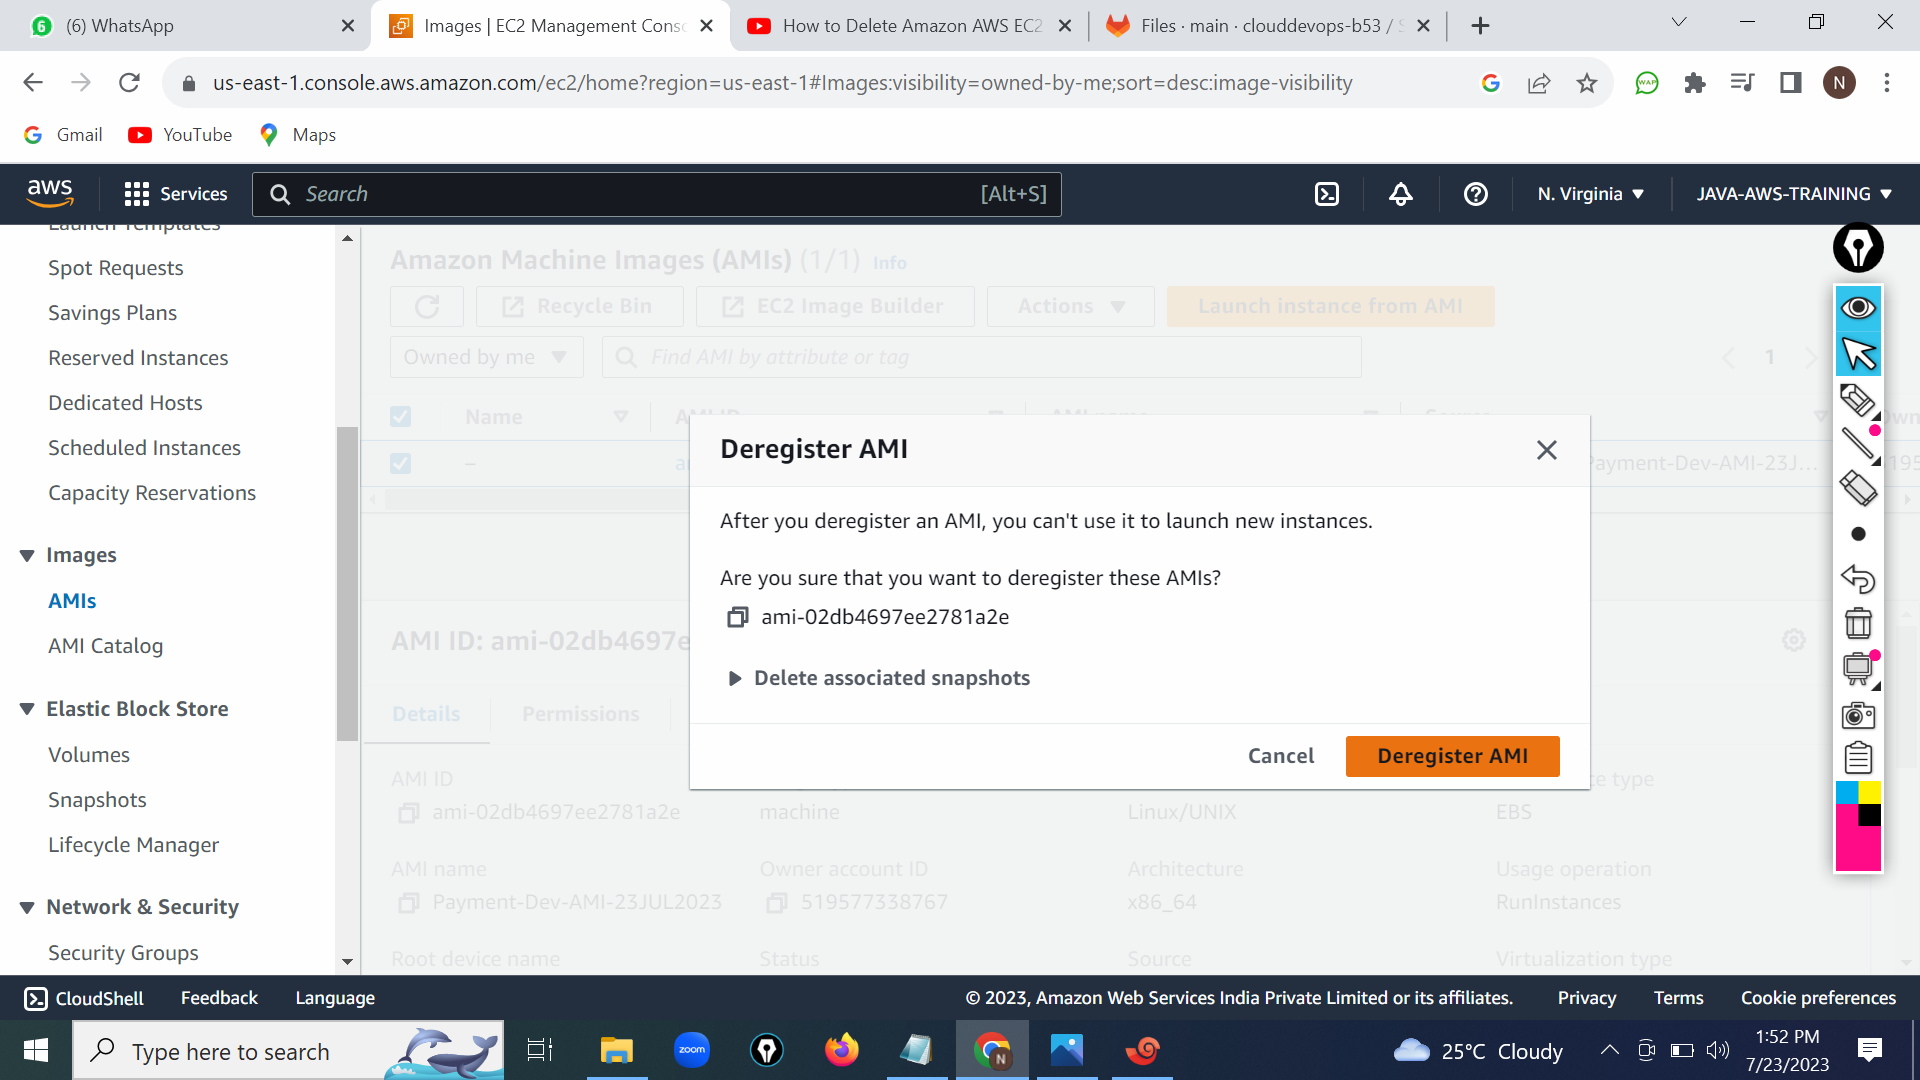 (6) WhatsApp
Images | EC2 Management Conso
How to Delete Amazon AWS EC2
Files · main · clouddevops-b53 / S
us-east-1.console.aws.amazon.com/ec2/home?region=us-east-1#Images:visibility=owned-by-me;sort=desc:image-visibility
N
Gmail
YouTube
Maps
aws
Services
Search
[Alt+S]
N. Virginia
JAVA-AWS-TRAINING
Launch Templates
Spot Requests
Savings Plans
Reserved Instances
Dedicated Hosts
Scheduled Instances
Capacity Reservations
Images
AMIs
AMI Catalog
Elastic Block Store
Volumes
Snapshots
Lifecycle Manager
Network & Security
Security Groups
Amazon Machine Images (AMIs) (1/1) Info
Recycle Bin
EC2 Image Builder
Actions
Launch instance from AMI
Owned by me
Find AMI by attribute or tag
1
Name
AMI ID
AMI name
Source
Own
–
Payment-Dev-AMI-23J...
5195
Deregister AMI
After you deregister an AMI, you can't use it to launch new instances.
Are you sure that you want to deregister these AMIs?
ami-02db4697ee2781a2e
Delete associated snapshots
Cancel
Deregister AMI
AMI ID: ami-02db4697e
Details
Permissions
AMI ID
ami-02db4697ee2781a2e
machine
Linux/UNIX
type
EBS
AMI name
Payment-Dev-AMI-23JUL2023
Owner account ID
519577338767
Architecture
x86_64
Usage operation
RunInstances
Root device name
Status
Source
Virtualization type
CloudShell
Feedback
Language
© 2023, Amazon Web Services India Private Limited or its affiliates.
Privacy
Terms
Cookie preferences
Type here to search
zoom
N
25°C Cloudy
1:52 PM
7/23/2023